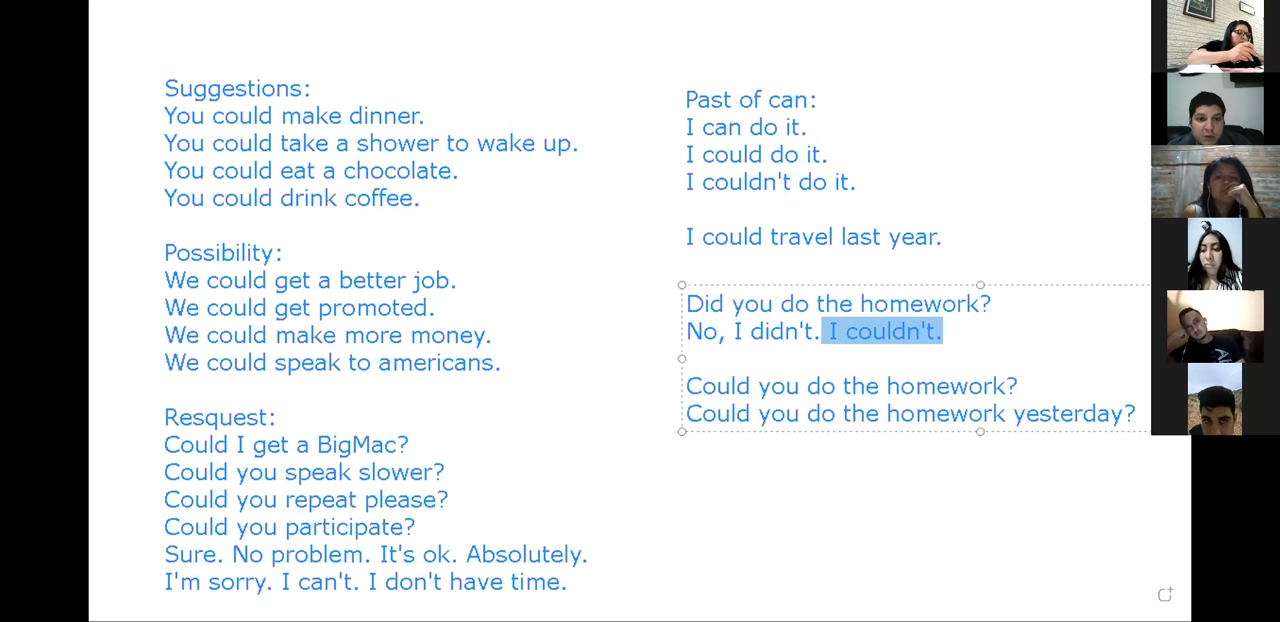 Suggestions:
You could make dinner.
You could take a shower to wake up.
You could eat a chocolate.
You could drink coffee.
Possibility:
We could get a better job.
We could get promoted.
We could make more money.
We could speak to americans.
Resquest:
Could I get a BigMac?
Could you speak slower?
Could you repeat please?
Could you participate?
Sure. No problem. It's ok. Absolutely.
I'm sorry. I can't. I don't have time.
Past of can:
I can do it.
I could do it.
I couldn't do it.
I could travel last year.
Did you do the homework?
No, I didn't. I couldn't.
Could you do the homework?
Could you do the homework yesterday?